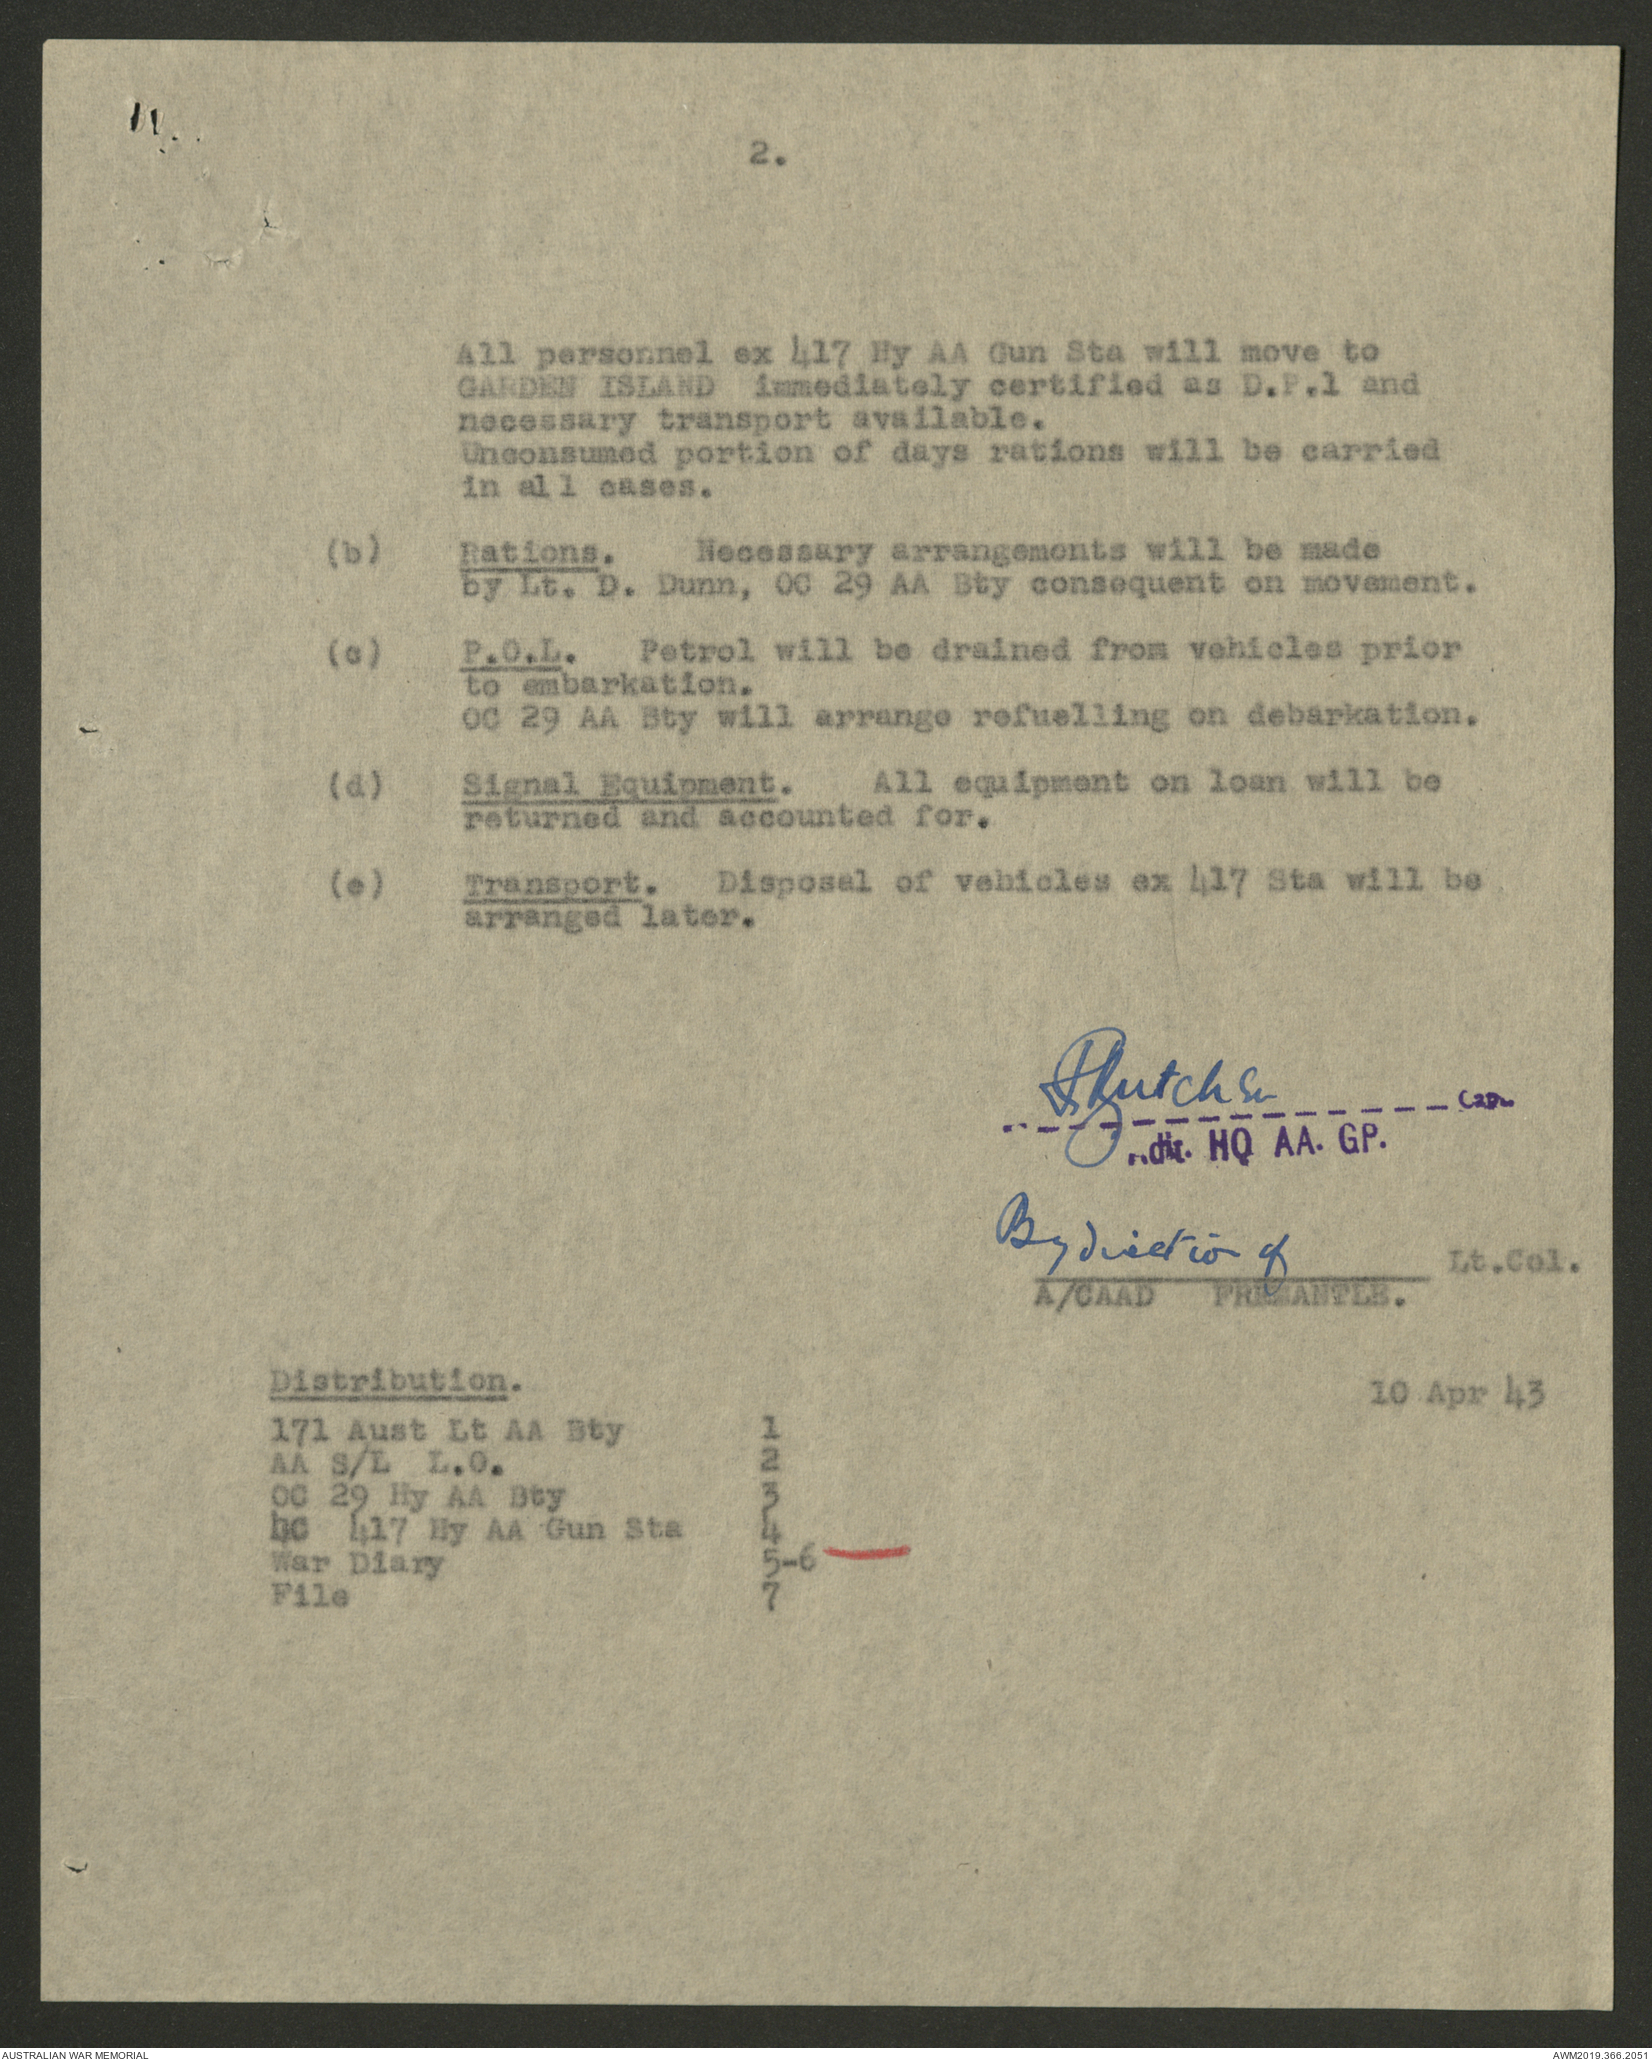 2.
All personnel ex 417 Hy AA Gun Sta will move to
GARDEN ISLAND immediately certified as D.P.1 and
necessary transport available.
Unconsumed portion of days rations will be carried
in all cases.
(b) Rations. Necessary arrangements will be made
by Lt. D. Dunn, OC 29 AA Bty consequent on movement.
(c) P.O.L. Petrol will be drained from vehicles prior
to embarkation.
OC 29 AA Bty will arrange refuelling on debarkation.
(d) Signal Equipment. All equipment on loan will be
returned and accounted for.
(e) Transport. Disposal of vehicles ex 417 Sta will be
arranged later.
Capt.
Adjt. HQ AA. GP.
By direction of Lt.Col.
A/CAAD FREMANTLE.
Distribution.
10 Apr 43
171 Aust Lt AA Bty 1
AA S/L L.O. 2
OC 29 Hy AA Bty 3
OC 417 Hy AA Gun Sta 4
War Diary 5-6
File 7
AUSTRALIAN WAR MEMORIAL
AWM2019.366.2051